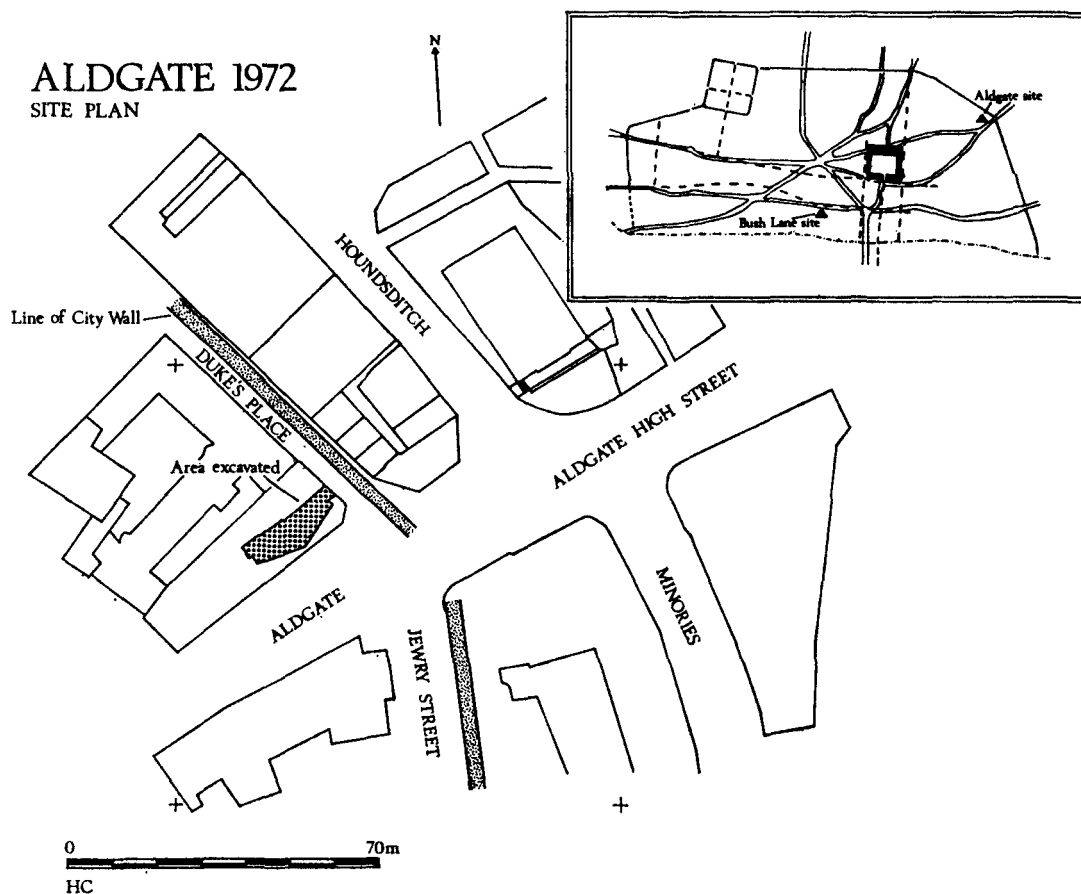 ALDGATE 1972
SITE PLAN
N
Aldgate site
Bush Lane site
HOUNDSDITCH
Line of City Wall
DUKE'S PLACE
ALDGATE HIGH STREET
Area excavated
MINORIES
ALDGATE
JEWRY STREET
0 70m
HC